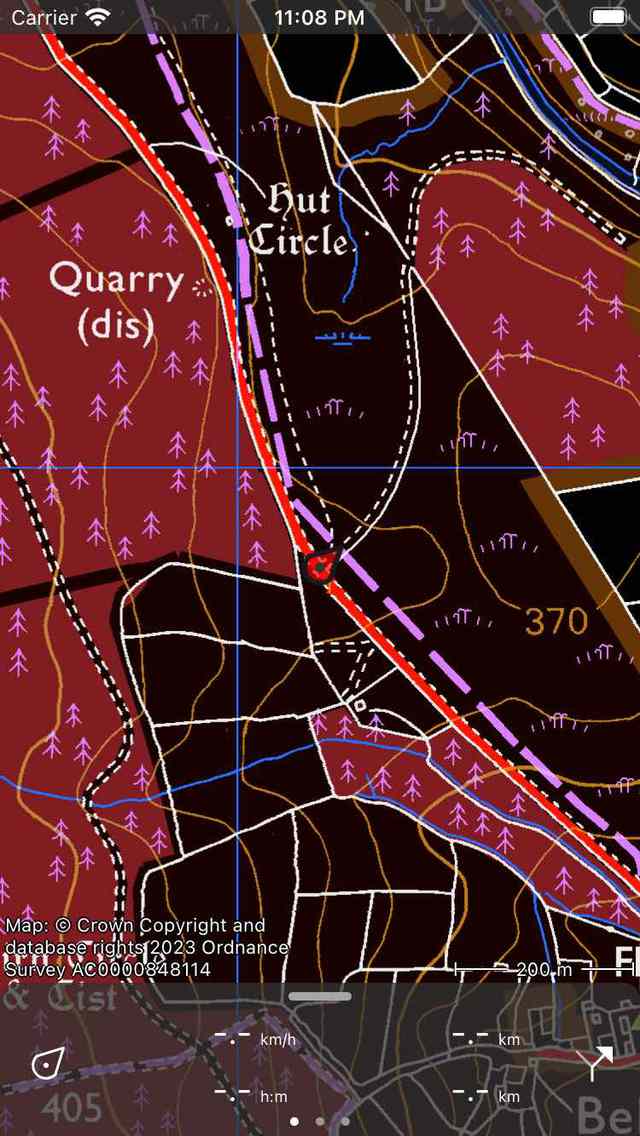 Carrier 11:08 PM
Hut
Circle
Quarry
(dis)
370
Map: © Crown Copyright and
database rights 2023 Ordnance
Survey AC0000848114
200 m
& Cist
--.- km/h --.- km
--.- h:m --.- km
405
Be